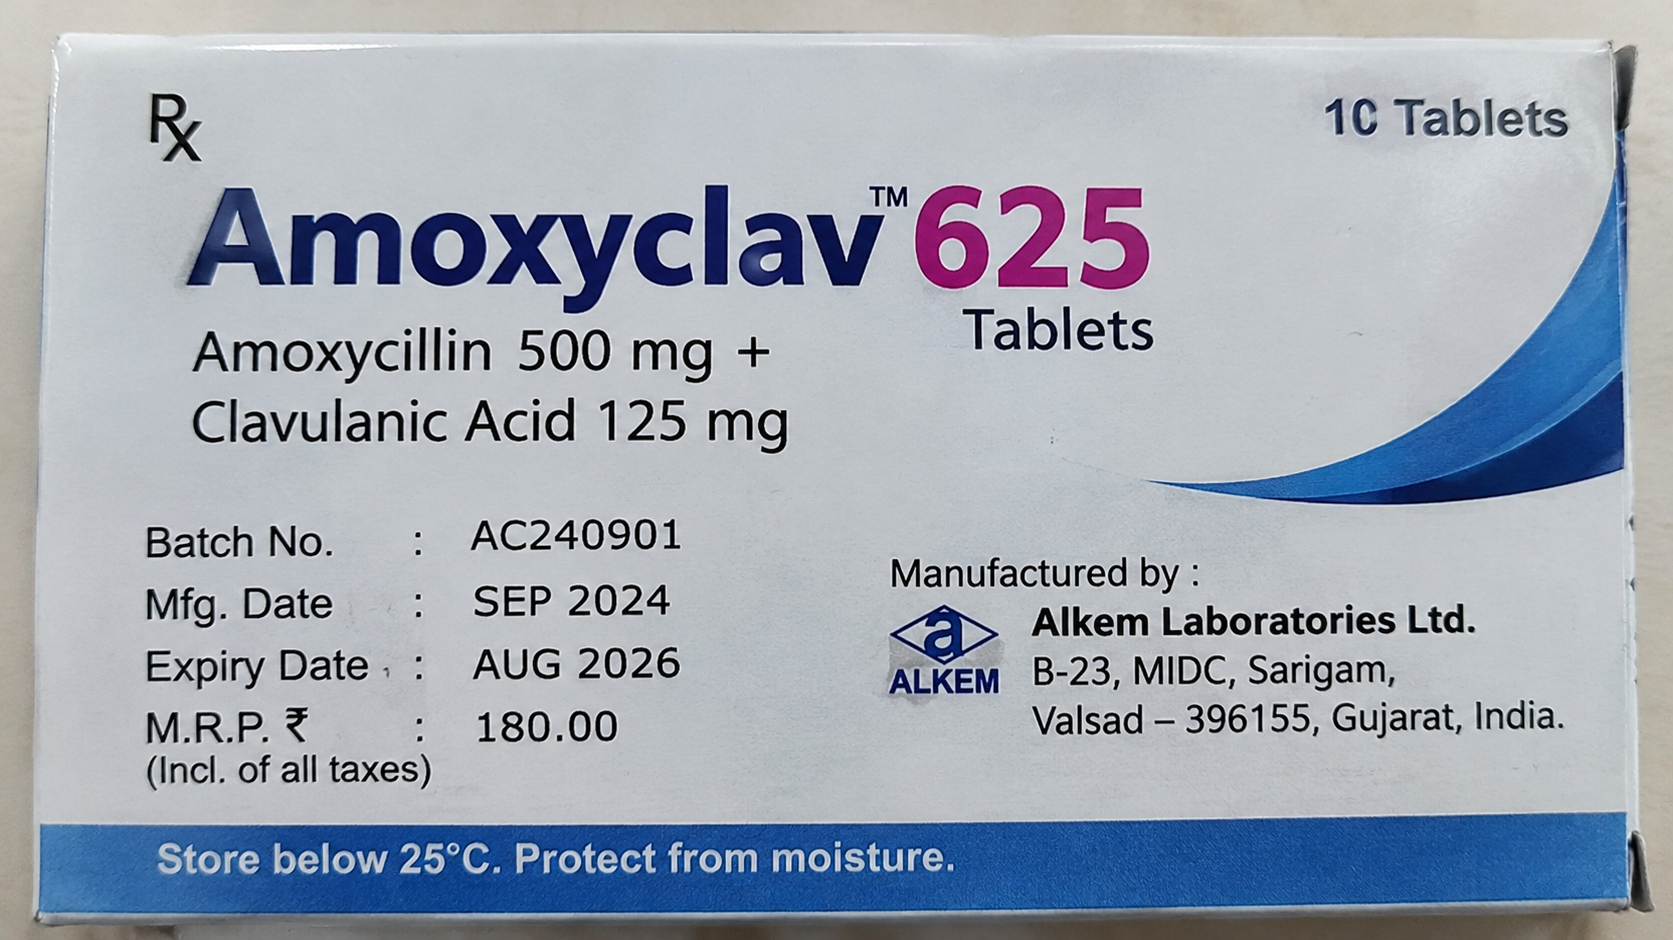 Rx
10 Tablets
Amoxyclav™ 625
Tablets
Amoxycillin 500 mg +
Clavulanic Acid 125 mg
Batch No. : AC240901
Mfg. Date : SEP 2024
Expiry Date : AUG 2026
M.R.P. ₹ : 180.00
(Incl. of all taxes)
Manufactured by :
a
ALKEM
Alkem Laboratories Ltd.
B-23, MIDC, Sarigam,
Valsad – 396155, Gujarat, India.
Store below 25°C. Protect from moisture.